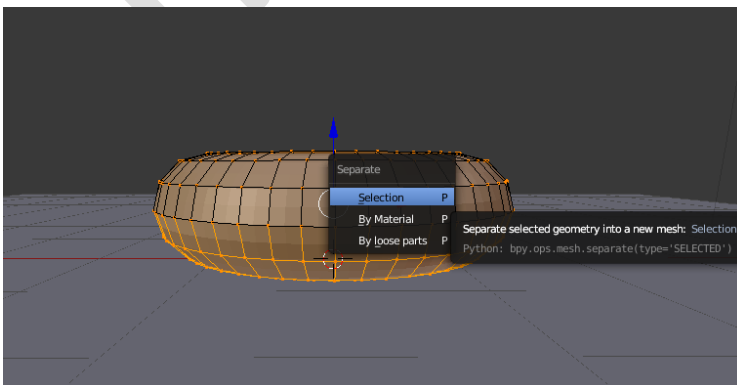 Separate
Selection P
By Material P
By loose parts P
Separate selected geometry into a new mesh: Selection
Python: bpy.ops.mesh.separate(type='SELECTED')